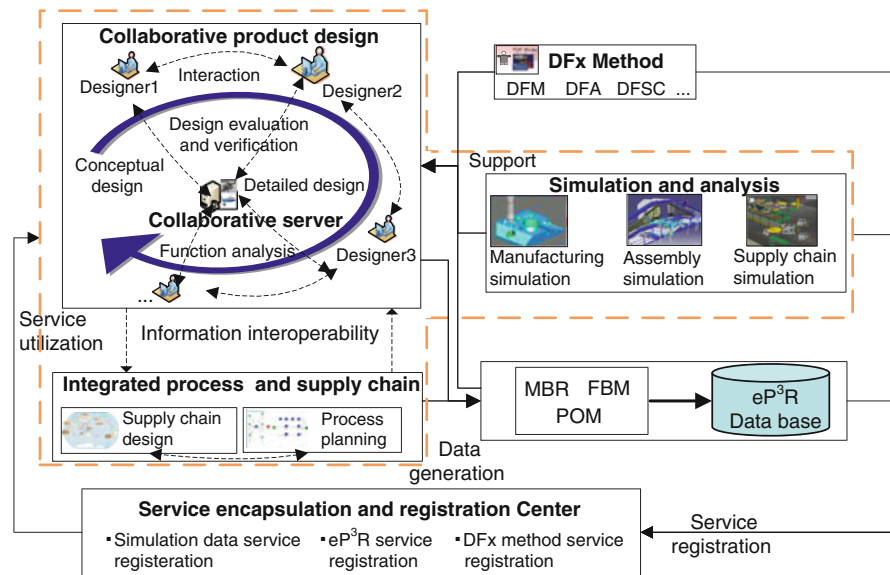 Collaborative product design
Designer1
Interaction
Designer2
Design evaluation
and verification
Conceptual
design
Detailed design
Collaborative server
Function analysis
Designer3
...
DFx Method
DFM DFA DFSC ...
Support
Simulation and analysis
Manufacturing
simulation
Assembly
simulation
Supply chain
simulation
Service
utilization
Information interoperability
Integrated process and supply chain
Supply chain
design
Process
planning
MBR FBM
POM
eP³R
Data base
Data
generation
Service encapsulation and registration Center
▪ Simulation data service
registeration
▪ eP³R service
registration
▪ DFx method service
registration
Service
registration